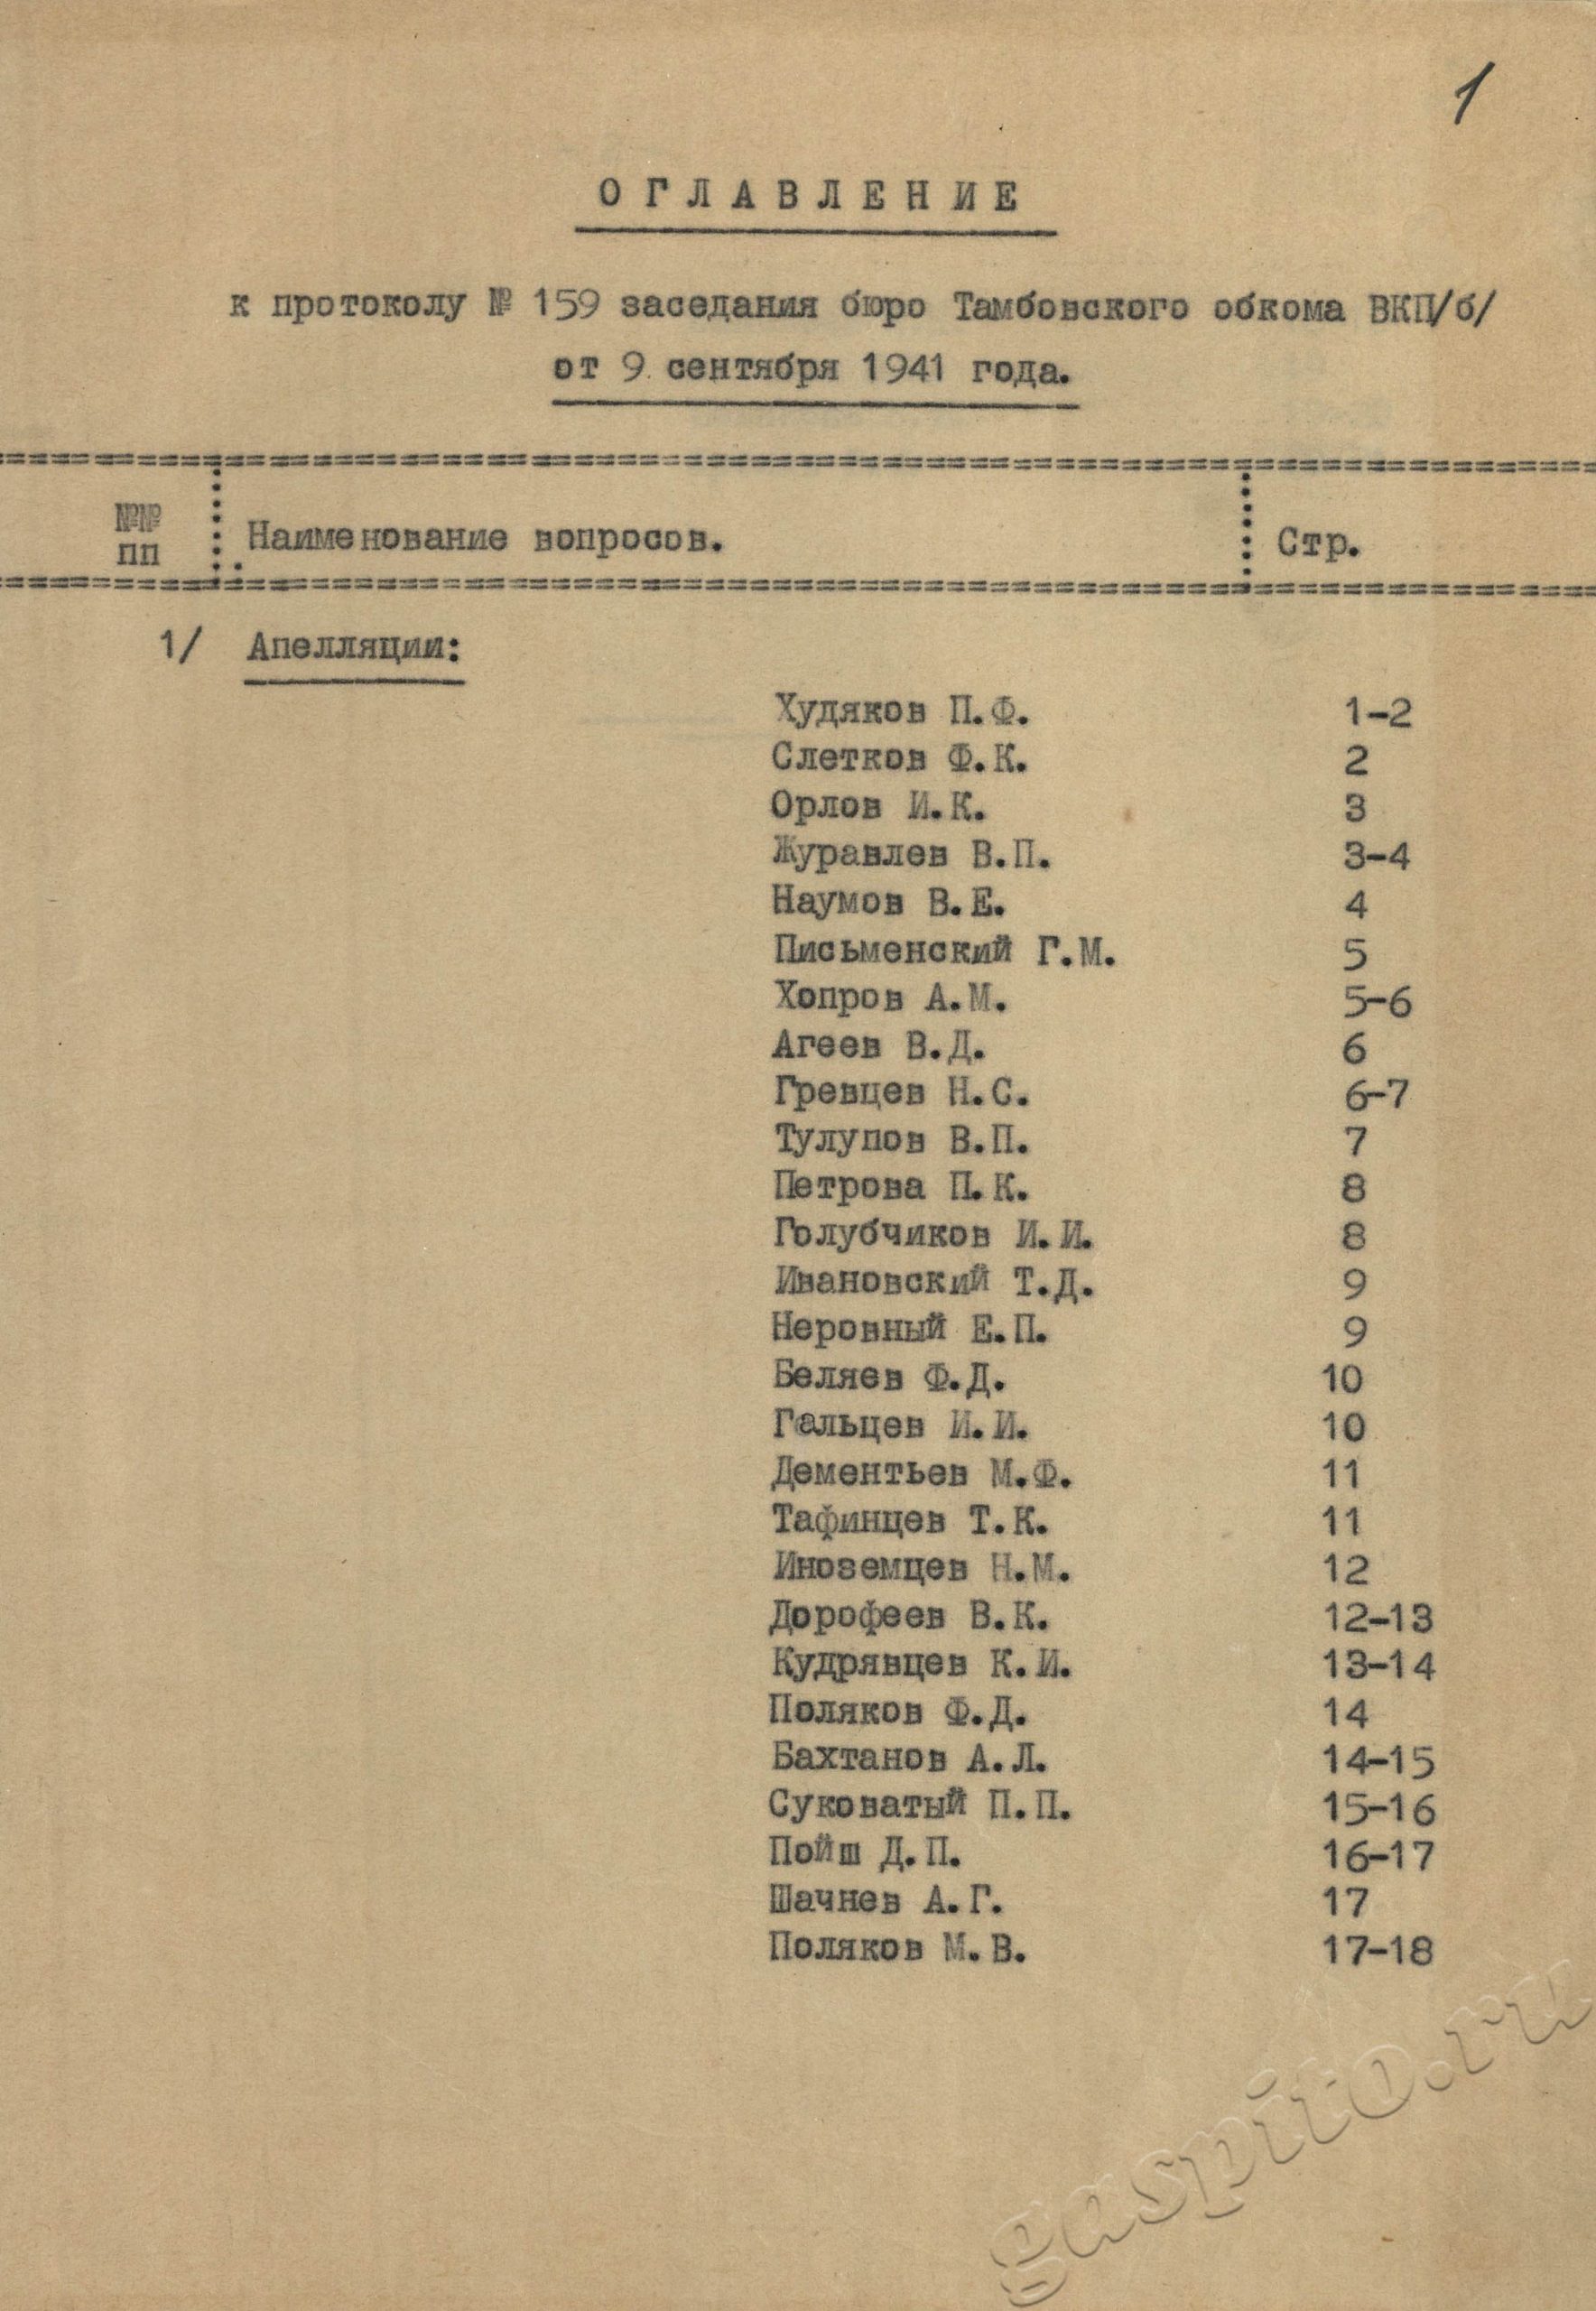 1
ОГЛАВЛЕНИЕ
к протоколу № 159 заседания бюро Тамбовского обкома ВКП/б/
от 9 сентября 1941 года.
№№ пп Наименование вопросов. Стр.
1/ Апелляции:
Худяков П.Ф. 1-2
Слетков Ф.К. 2
Орлов И.К. 3
Журавлев В.П. 3-4
Наумов В.Е. 4
Письменский Г.М. 5
Хопров А.М. 5-6
Агеев В.Д. 6
Гревцев Н.С. 6-7
Тулупов В.П. 7
Петрова П.К. 8
Голубчиков И.И. 8
Ивановский Т.Д. 9
Неровный Е.П. 9
Беляев Ф.Д. 10
Гальцев И.И. 10
Дементьев М.Ф. 11
Тафинцев Т.К. 11
Иноземцев Н.М. 12
Дорофеев В.К. 12-13
Кудрявцев К.И. 13-14
Поляков Ф.Д. 14
Бахтанов А.Л. 14-15
Суковатый П.П. 15-16
Пойш Д.П. 16-17
Шачнев А.Г. 17
Поляков М.В. 17-18
gaspito.ru